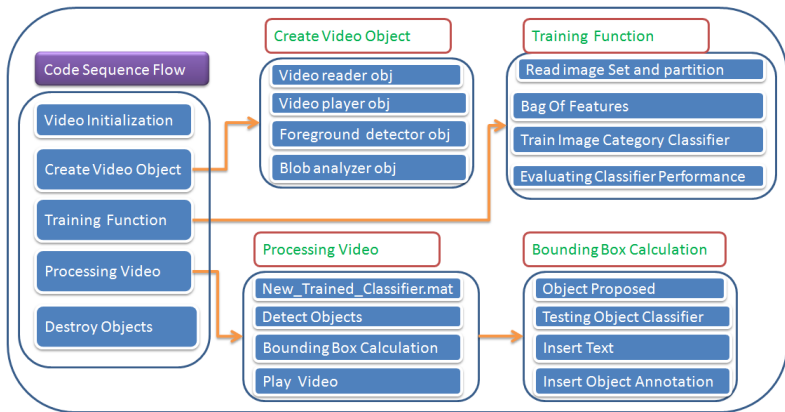 Code Sequence Flow
Video Initialization
Create Video Object
Training Function
Processing Video
Destroy Objects
Create Video Object
Video reader obj
Video player obj
Foreground detector obj
Blob analyzer obj
Training Function
Read image Set and partition
Bag Of Features
Train Image Category Classifier
Evaluating Classifier Performance
Processing Video
New_Trained_Classifier.mat
Detect Objects
Bounding Box Calculation
Play Video
Bounding Box Calculation
Object Proposed
Testing Object Classifier
Insert Text
Insert Object Annotation